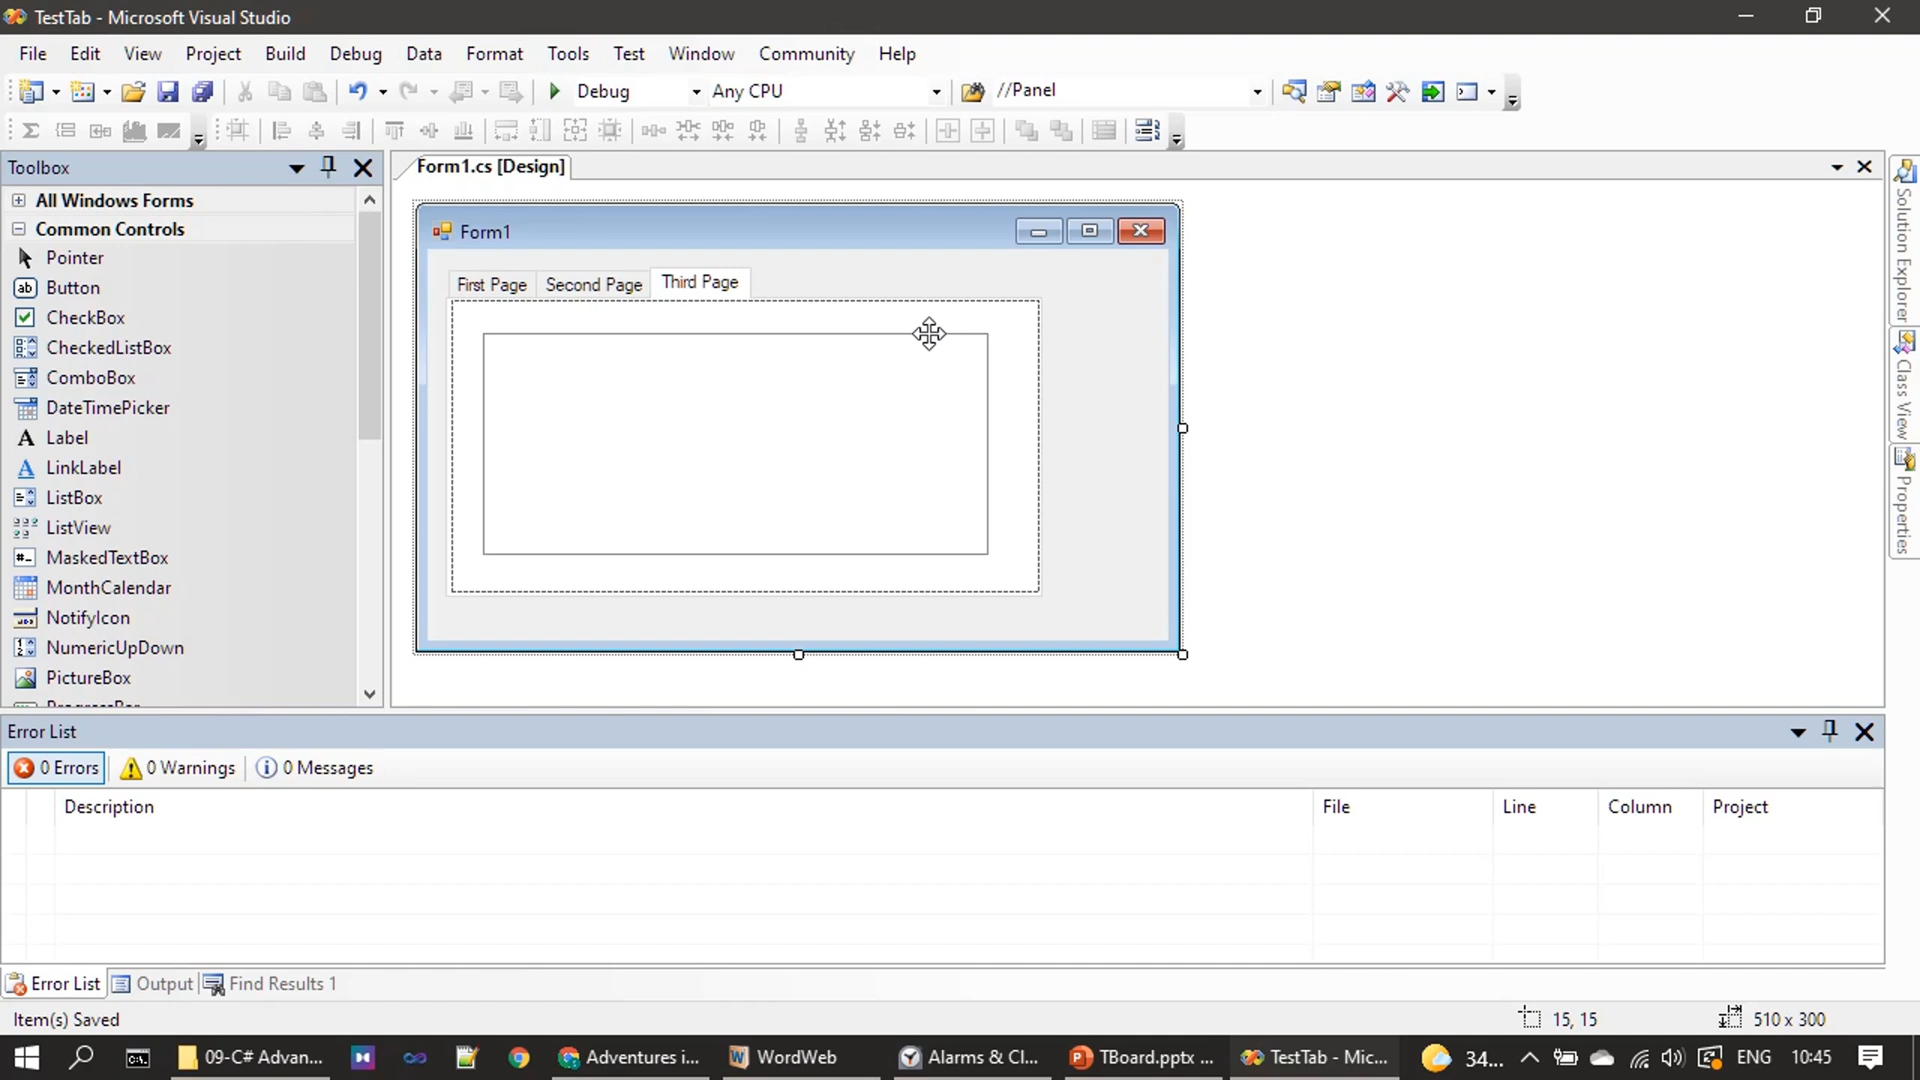 TestTab - Microsoft Visual Studio
File Edit View Project Build Debug Data Format Tools Test Window Community Help
Debug Any CPU //Panel
Toolbox
Form1.cs [Design]
All Windows Forms
Common Controls
Pointer
Button
CheckBox
CheckedListBox
ComboBox
DateTimePicker
Label
LinkLabel
ListBox
ListView
MaskedTextBox
MonthCalendar
NotifyIcon
NumericUpDown
PictureBox
Form1
First Page Second Page Third Page
Solution Explorer
Class View
Properties
Error List
0 Errors 0 Warnings 0 Messages
Description File Line Column Project
Error List Output Find Results 1
Item(s) Saved 15, 15 510 x 300
09-C# Advan... Adventures i... WordWeb Alarms & Cl... TBoard.pptx ... TestTab - Mic... 34... ENG 10:45